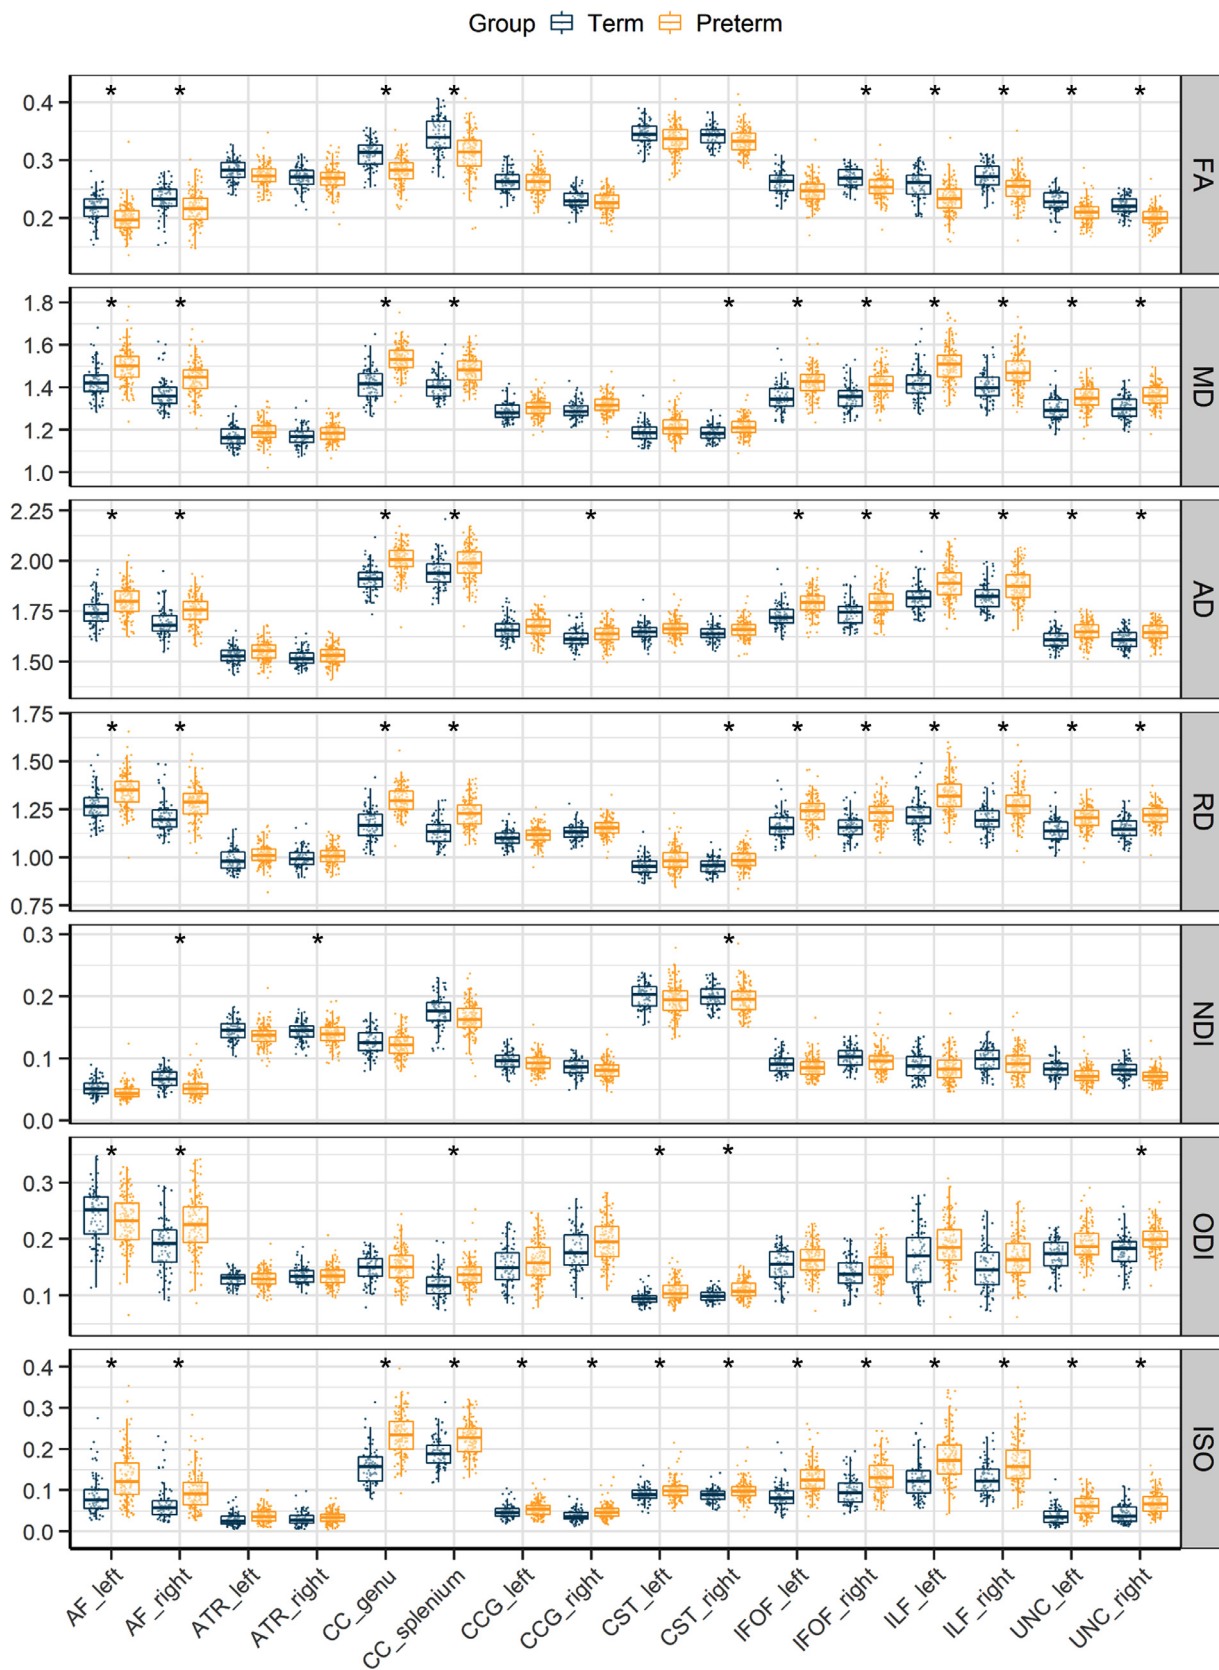 Group Term Preterm
* * * * * * * * *
0.4
0.3
0.2
FA
* * * * * * * * * * *
1.8
1.6
1.4
1.2
1.0
MD
* * * * * * * * * * *
2.25
2.00
1.75
1.50
AD
* * * * * * * * * * *
1.75
1.50
1.25
1.00
0.75
RD
* * *
0.3
0.2
0.1
0.0
NDI
* * * * * *
0.3
0.2
0.1
ODI
* * * * * * * * * * * * * *
0.4
0.3
0.2
0.1
0.0
ISO
AF_left
AF_right
ATR_left
ATR_right
CC_genu
CC_splenium
CCG_left
CCG_right
CST_left
CST_right
IFOF_left
IFOF_right
ILF_left
ILF_right
UNC_left
UNC_right